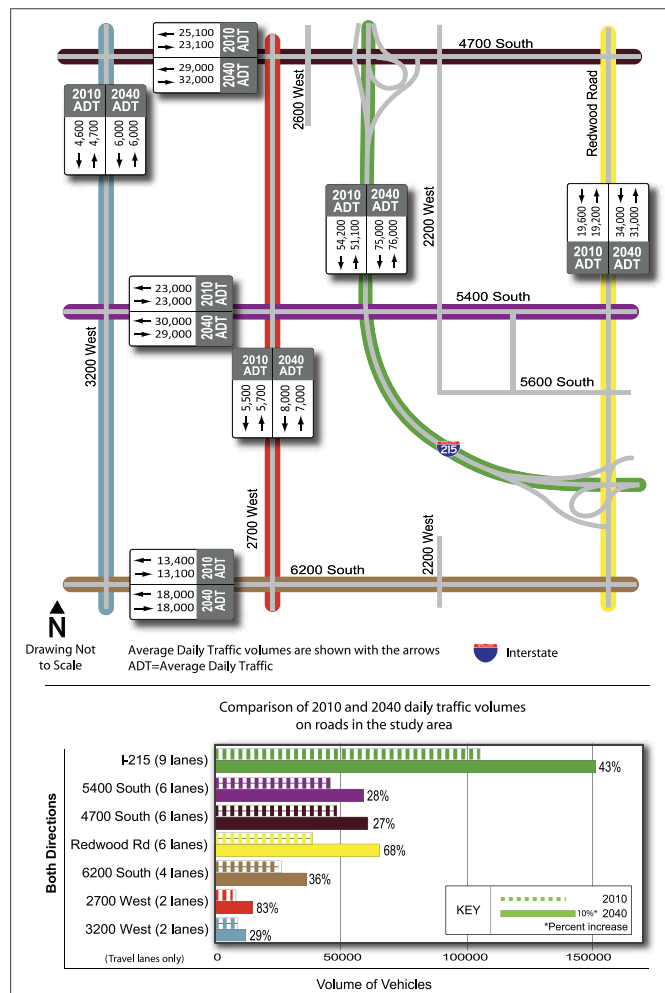 25,100
23,100
2010
ADT
29,000
32,000
2040
ADT
4700 South
2010
ADT
2040
ADT
4,600
4,700
6,000
6,000
2600 West
2200 West
Redwood Road
2010
ADT
2040
ADT
54,200
51,100
75,000
76,000
19,600
19,200
34,000
31,000
2010
ADT
2040
ADT
23,000
23,000
2010
ADT
30,000
29,000
2040
ADT
5400 South
3200 West
2010
ADT
2040
ADT
5,500
5,700
8,000
7,000
5600 South
215
2700 West
2200 West
13,400
13,100
2010
ADT
18,000
18,000
2040
ADT
6200 South
N
Drawing Not
to Scale
Average Daily Traffic volumes are shown with the arrows
ADT=Average Daily Traffic
Interstate
Comparison of 2010 and 2040 daily traffic volumes
on roads in the study area
Both Directions
I-215 (9 lanes)
43%
5400 South (6 lanes)
28%
4700 South (6 lanes)
27%
Redwood Rd (6 lanes)
68%
6200 South (4 lanes)
36%
2700 West (2 lanes)
83%
3200 West (2 lanes)
29%
KEY
2010
10%* 2040
*Percent increase
(Travel lanes only)
0 50000 100000 150000
Volume of Vehicles